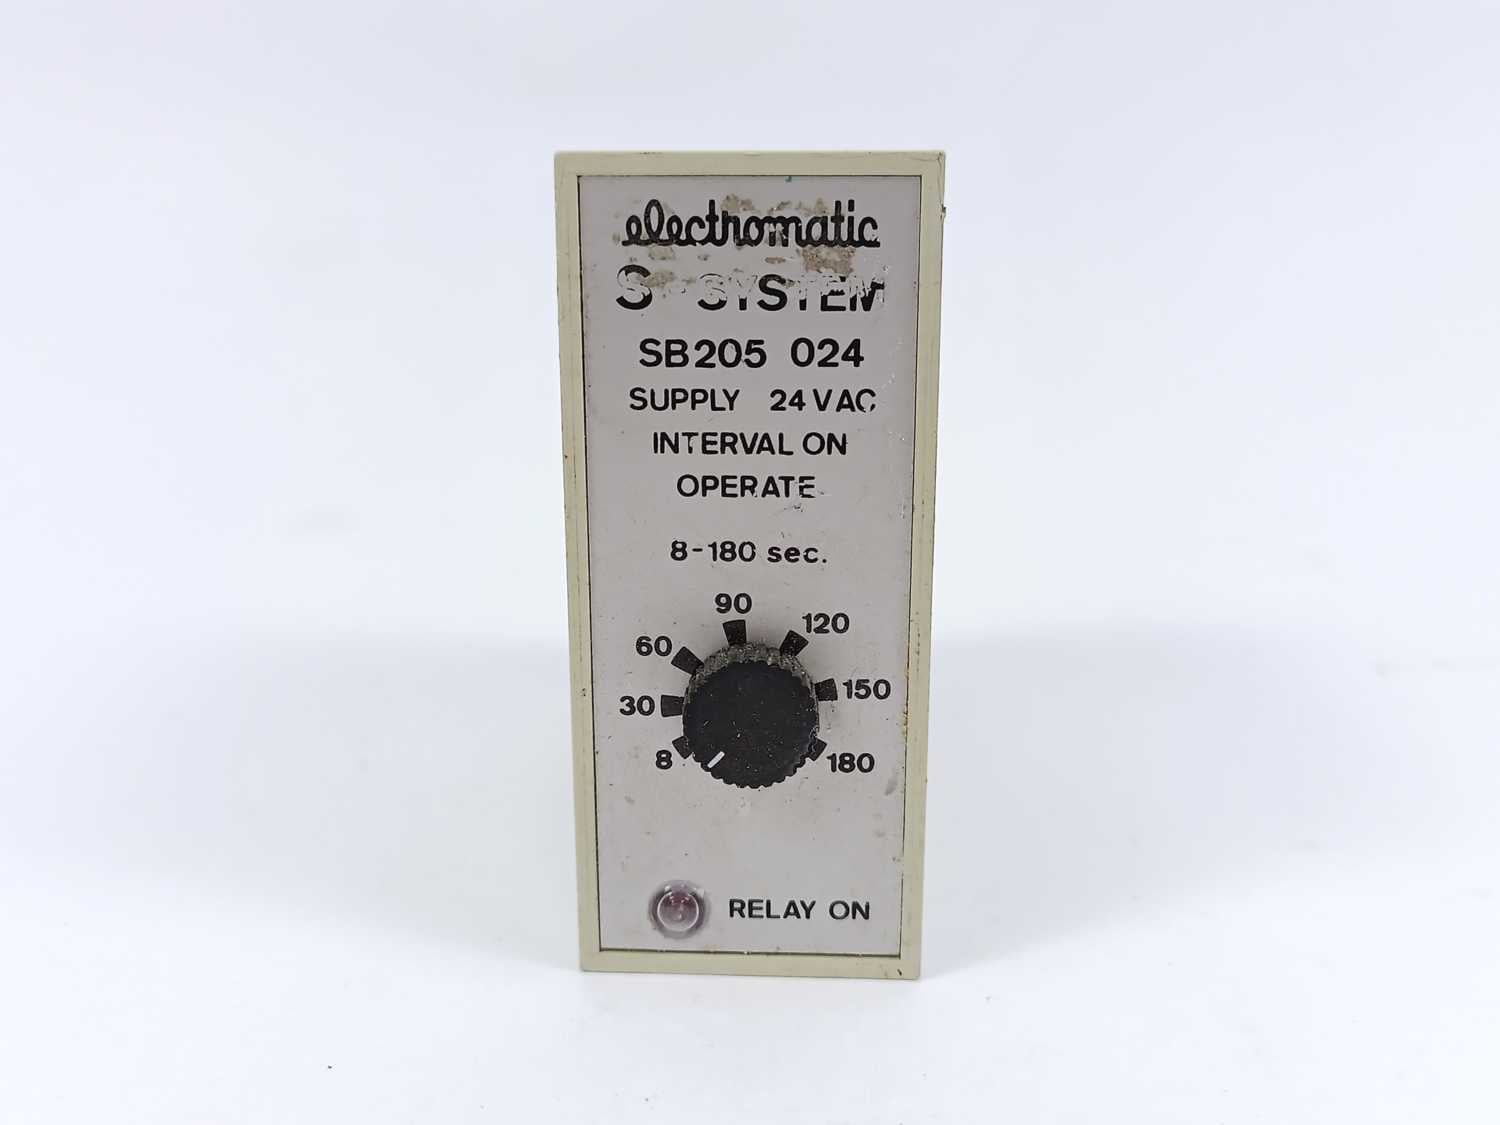 electromatic
S-SYSTEM
SB205 024
SUPPLY 24 VAC
INTERVAL ON
OPERATE
8-180 sec.
90
120
60
150
30
8
180
RELAY ON